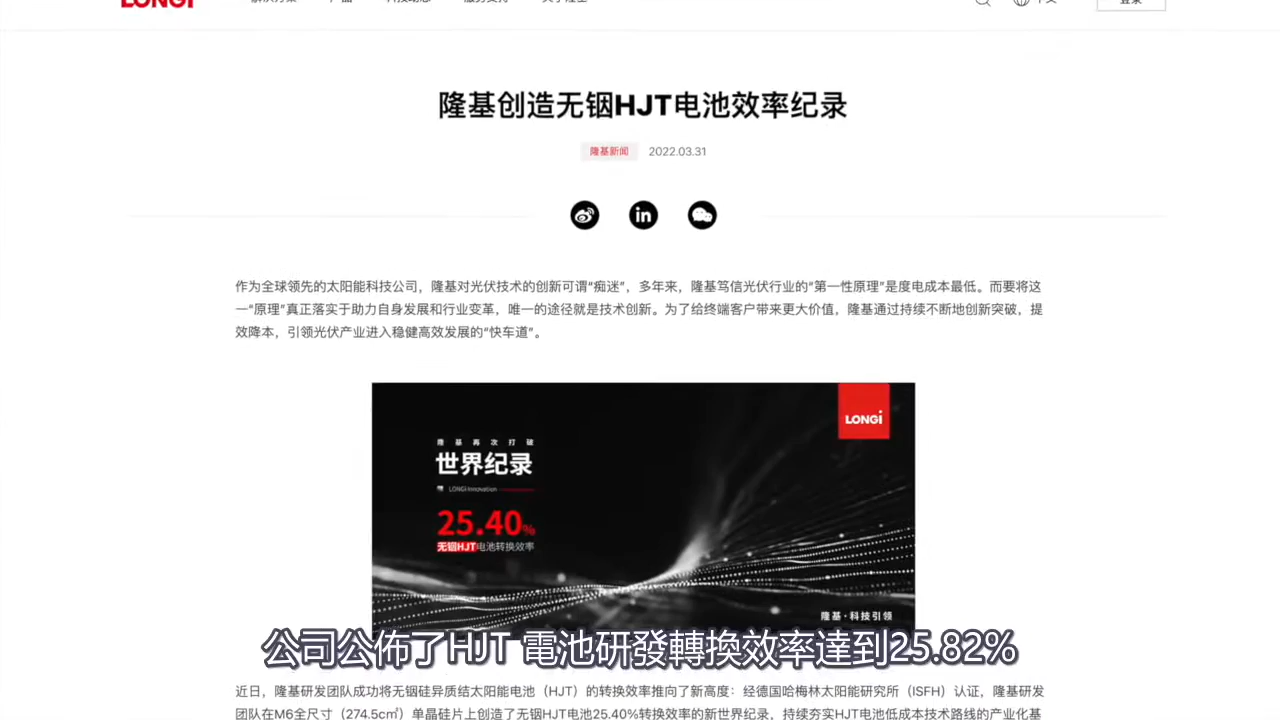 LONGi
隆基创造无铟HJT电池效率纪录
隆基新闻 2022.03.31
作为全球领先的太阳能科技公司，隆基对光伏技术的创新可谓“痴迷”，多年来，隆基笃信光伏行业的“第一性原理”是度电成本最低。而要将这
一“原理”真正落实于助力自身发展和行业变革，唯一的途径就是技术创新。为了给终端客户带来更大价值，隆基通过持续不断地创新突破，提
效降本，引领光伏产业进入稳健高效发展的“快车道”。
LONGi
隆基再次打破
世界纪录
LONGi Innovation
25.40%
无铟HJT电池转换效率
隆基·科技引领
公司公佈了HJT 電池研發轉換效率達到25.82%
近日，隆基研发团队成功将无铟硅异质结太阳能电池（HJT）的转换效率推向了新高度：经德国哈梅林太阳能研究所（ISFH）认证，隆基研发
团队在M6全尺寸（274.5c㎡）单晶硅片上创造了无铟HJT电池25.40%转换效率的新世界纪录，持续夯实HJT电池低成本技术路线的产业化基